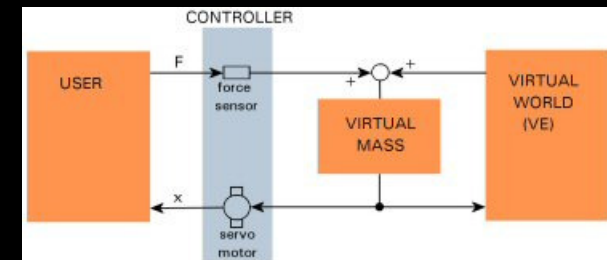 CONTROLLER
USER
F
force
sensor
+
+
VIRTUAL
MASS
VIRTUAL
WORLD
(VE)
x
servo
motor